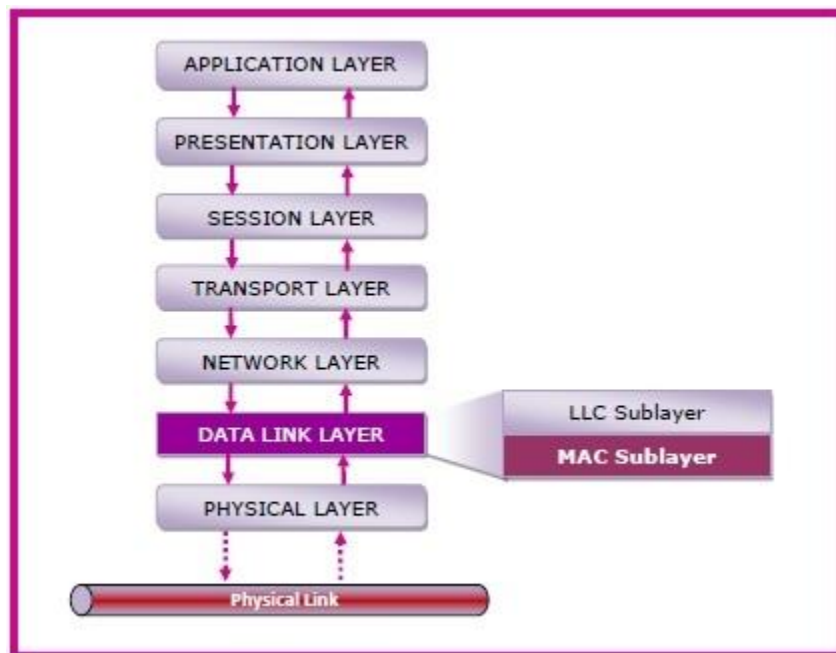 APPLICATION LAYER
PRESENTATION LAYER
SESSION LAYER
TRANSPORT LAYER
NETWORK LAYER
DATA LINK LAYER
LLC Sublayer
MAC Sublayer
PHYSICAL LAYER
Physical Link